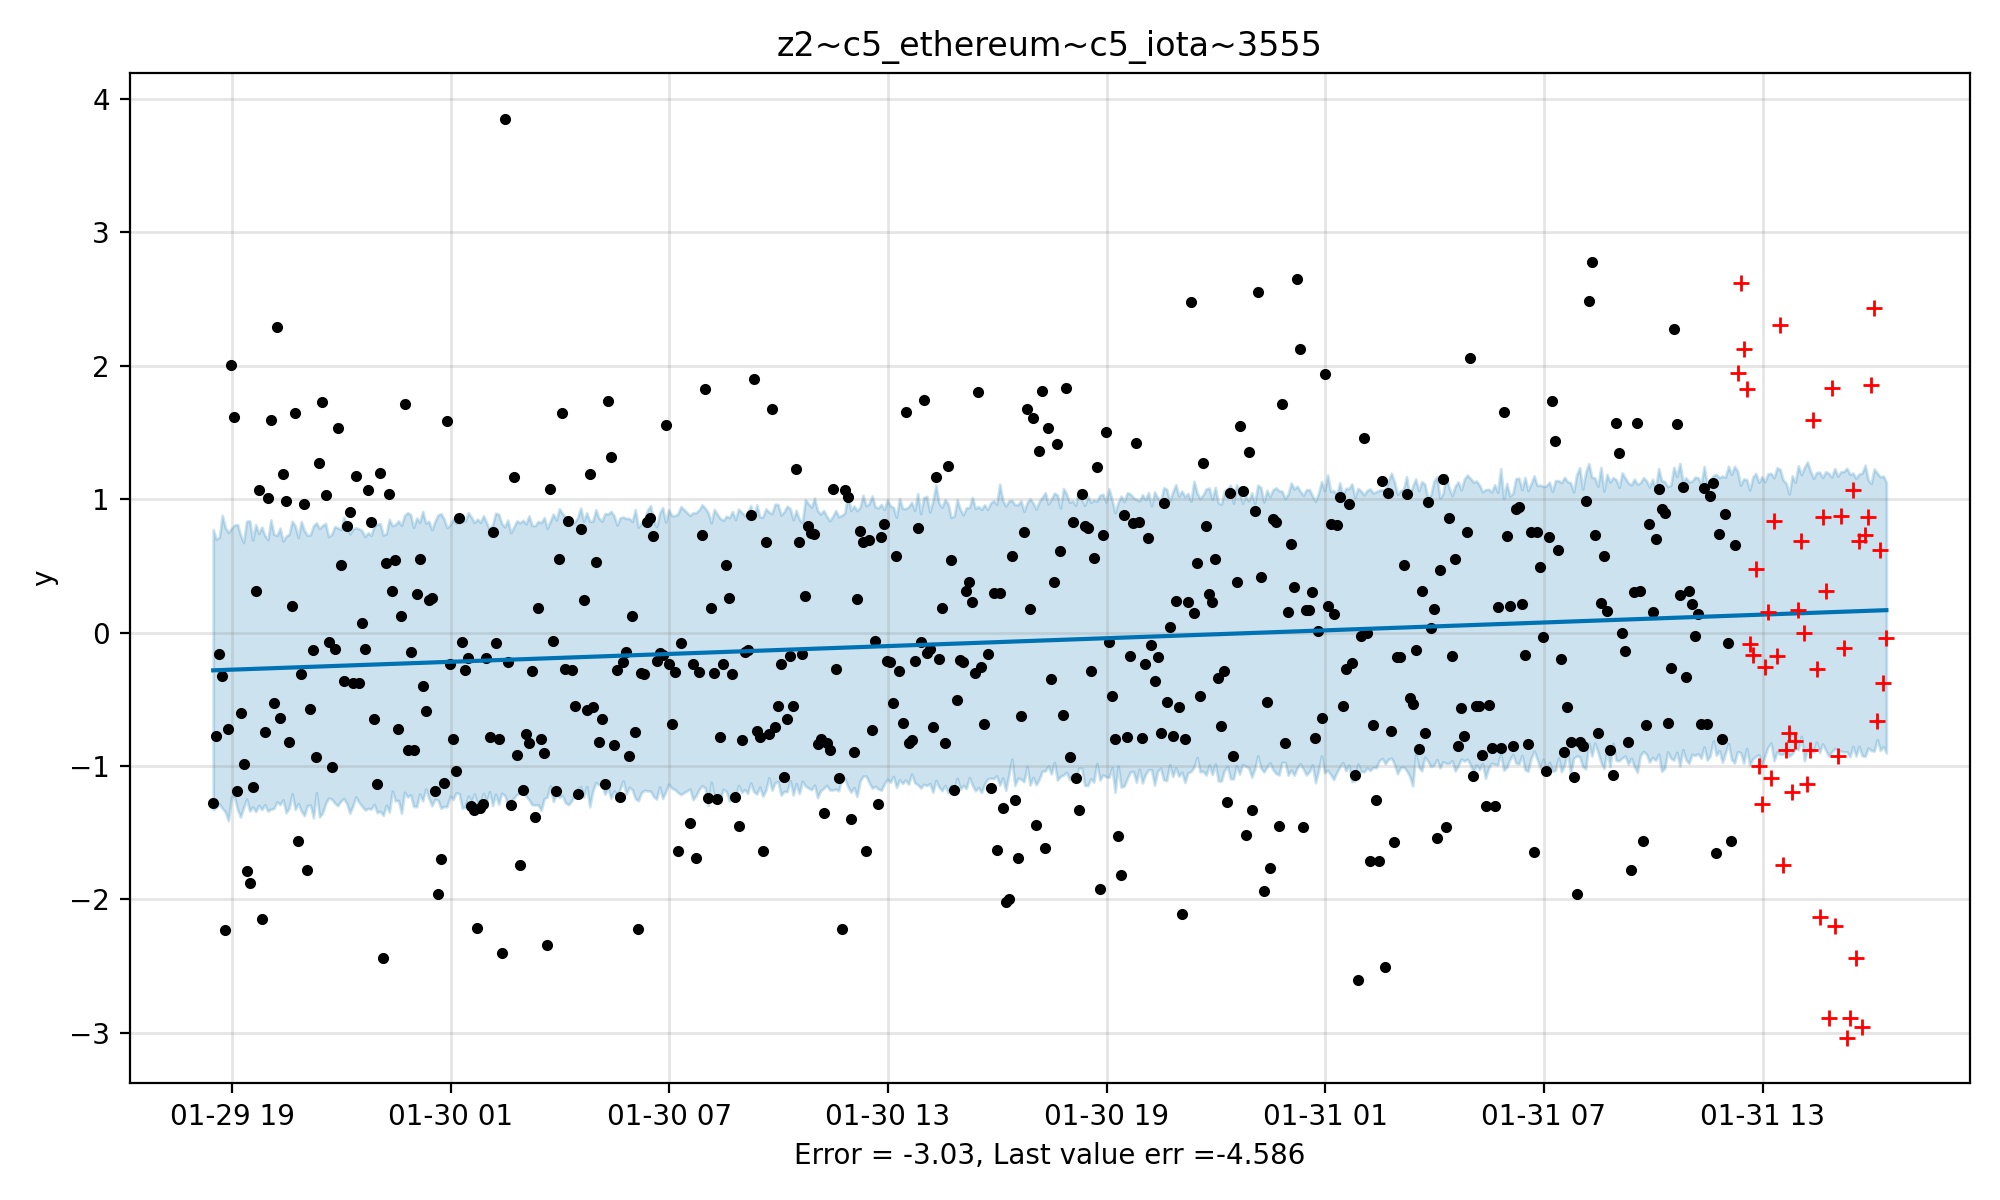 z2~c5_ethereum~c5_iota~3555
4
3
2
1
0
−1
−2
−3
y
01-29 19 01-30 01 01-30 07 01-30 13 01-30 19 01-31 01 01-31 07 01-31 13
Error = -3.03, Last value err =-4.586